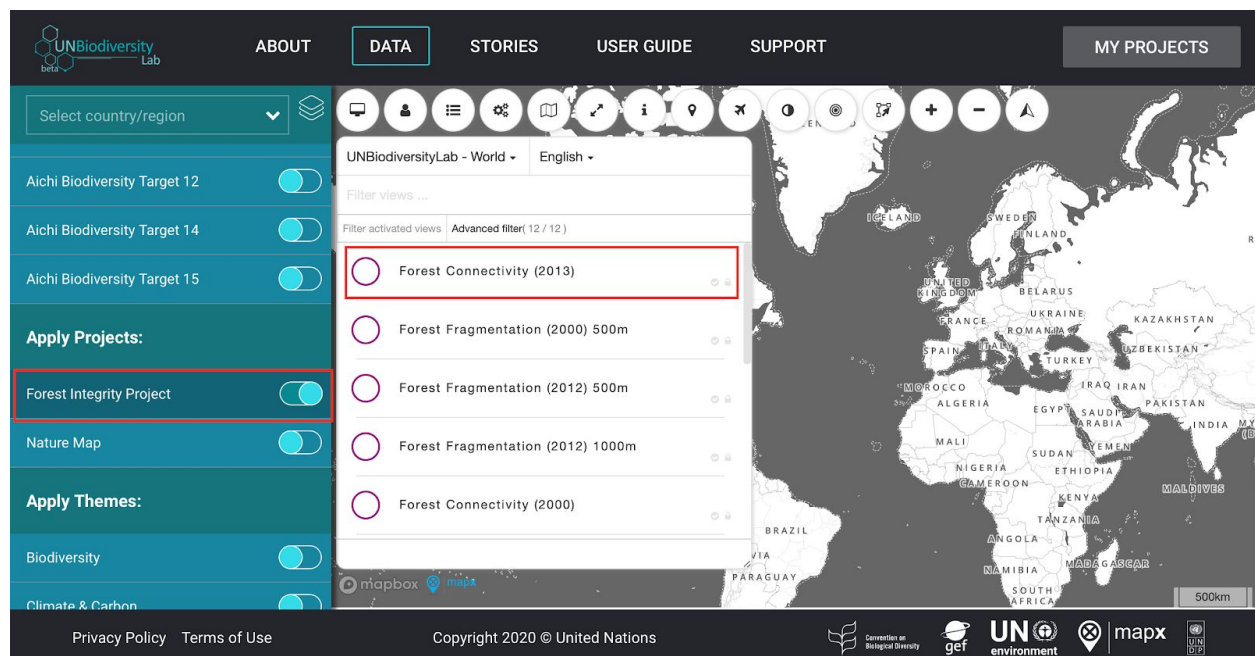 UNBiodiversity
Lab
beta
ABOUT
DATA
STORIES
USER GUIDE
SUPPORT
MY PROJECTS
Select country/region
Aichi Biodiversity Target 12
Aichi Biodiversity Target 14
Aichi Biodiversity Target 15
Apply Projects:
Forest Integrity Project
Nature Map
Apply Themes:
Biodiversity
Climate & Carbon
UNBiodiversityLab - World
English
Filter views ...
Filter activated views
Advanced filter( 12 / 12 )
Forest Connectivity (2013)
Forest Fragmentation (2000) 500m
Forest Fragmentation (2012) 500m
Forest Fragmentation (2012) 1000m
Forest Connectivity (2000)
mapbox
mapx
ICELAND
SWEDEN
FINLAND
UNITED
KINGDOM
BELARUS
UKRAINE
FRANCE
ROMANIA
KAZAKHSTAN
SPAIN
ITALY
TURKEY
UZBEKISTAN
MOROCCO
ALGERIA
EGYPT
IRAQ
IRAN
SAUDI
ARABIA
PAKISTAN
INDIA
MALI
SUDAN
YEMEN
NIGERIA
ETHIOPIA
CAMEROON
KENYA
MALDIVES
TANZANIA
BRAZIL
ANGOLA
PARAGUAY
NAMIBIA
MADAGASCAR
SOUTH
AFRICA
500km
Privacy Policy
Terms of Use
Copyright 2020 © United Nations
Convention on
Biological Diversity
gef
UN
environment
mapx
UN
DP